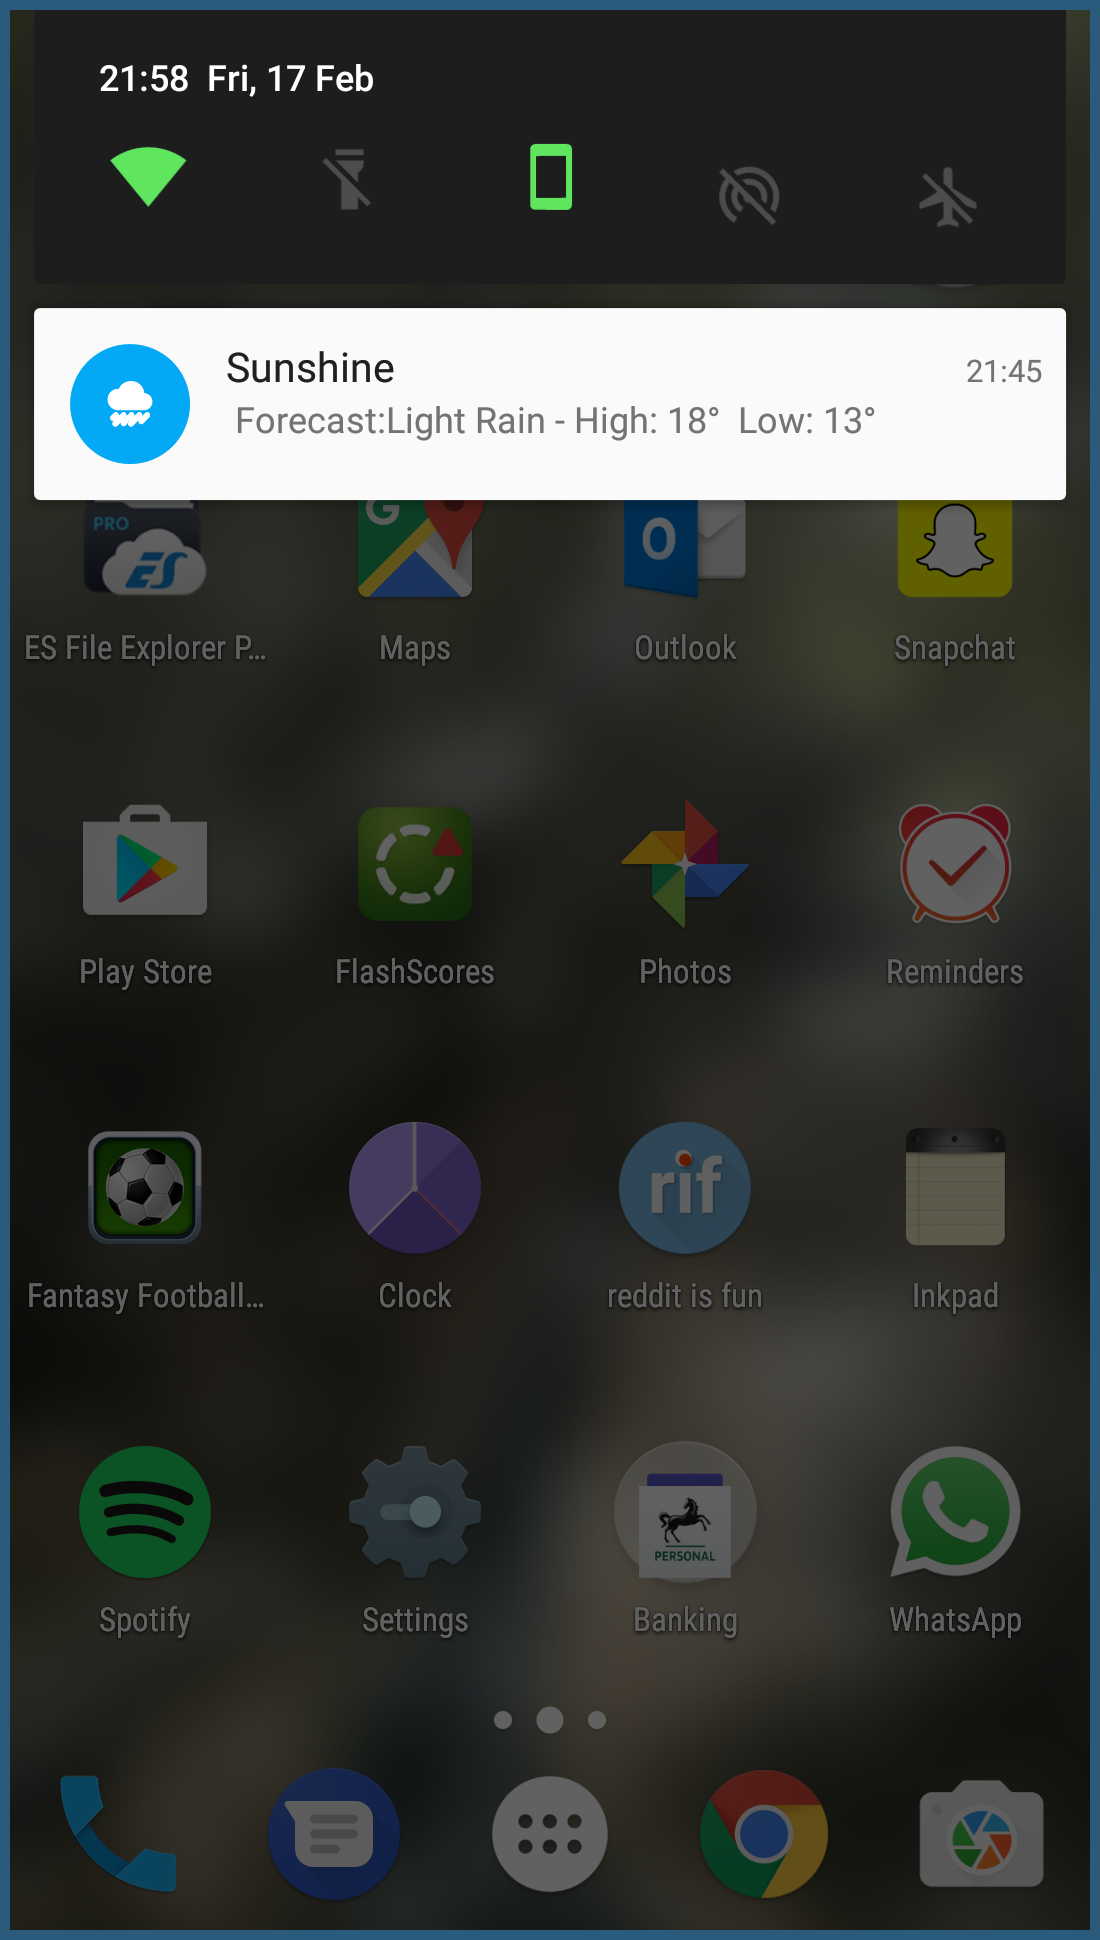 21:58 Fri, 17 Feb
Sunshine 21:45
Forecast:Light Rain - High: 18° Low: 13°
PRO
ES
G
O
ES File Explorer P... Maps Outlook Snapchat
Play Store FlashScores Photos Reminders
rif
Fantasy Football... Clock reddit is fun Inkpad
PERSONAL
Spotify Settings Banking WhatsApp